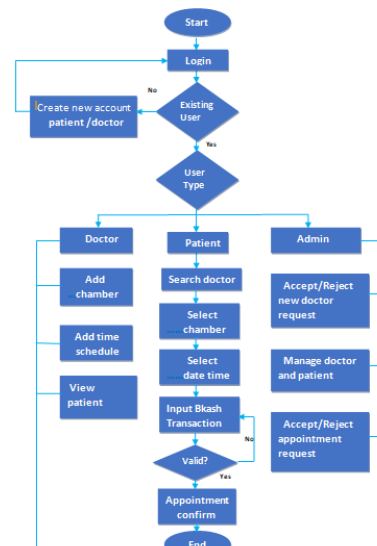 Start
Login
No
Create new account
patient /doctor
Existing
User
Yes
User
Type
Doctor
Patient
Admin
Add
chamber
Search doctor
Accept/Reject
new doctor
request
Select
chamber
Add time
schedule
Select
date time
Manage doctor
and patient
View
patient
Input Bkash
Transaction
No
Accept/Reject
appointment
request
Valid?
Yes
Appointment
confirm
End